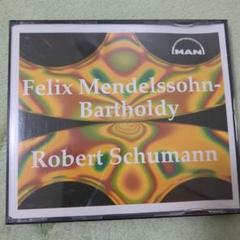 MAN
Felix Mendelssohn-
Bartholdy
Robert Schumann